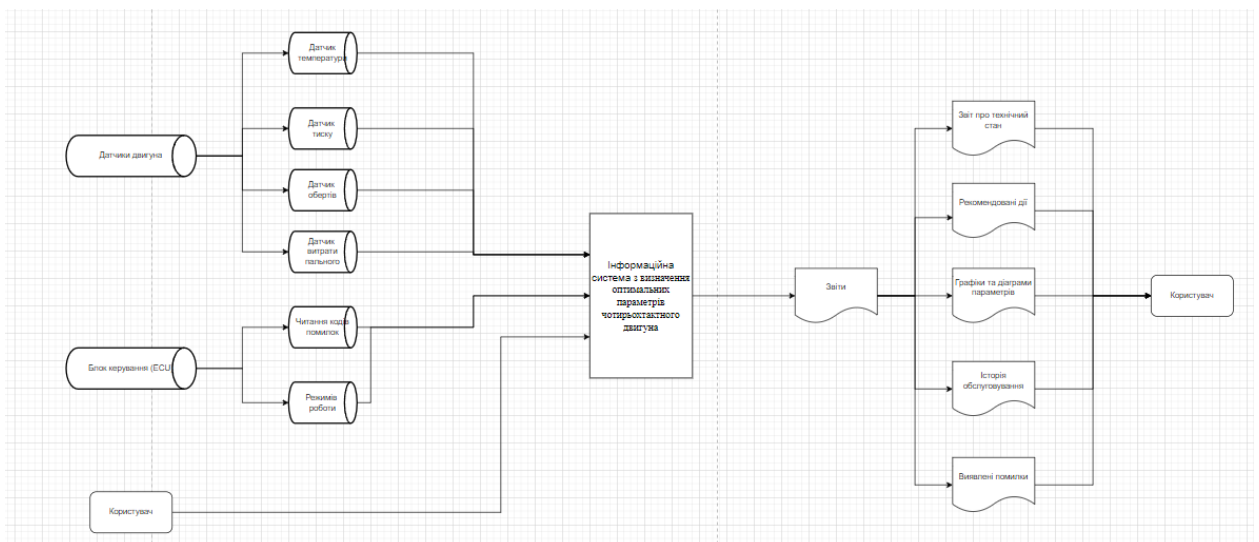 Датчик
температури
Датчик
тиску
Датчики двигуна
Датчик
обертів
Датчик
витрати
пального
Читання кодів
помилок
Блок керування (ECU)
Режимів
роботи
Користувач
Інформаційна
система з визначення
оптимальних
параметрів
чотирьохтактного
двигуна
Звіти
Звіт про технічний
стан
Рекомендовані дії
Графіки та діаграми
параметрів
Історія
обслуговування
Виявлені помилки
Користувач